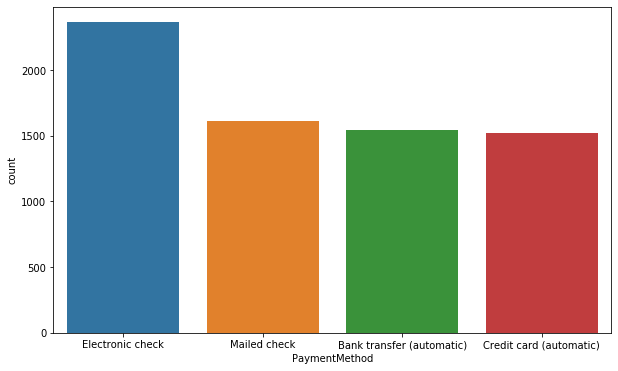 2000
1500
1000
500
0
count
Electronic check
Mailed check
Bank transfer (automatic)
Credit card (automatic)
PaymentMethod